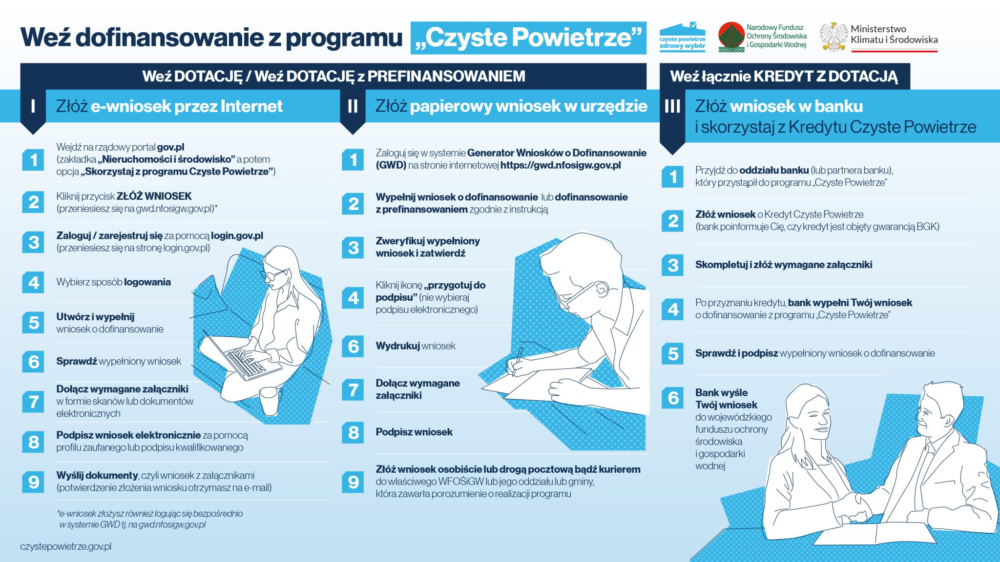 Weź dofinansowanie z programu „Czyste Powietrze”
czyste powietrze
zdrowy wybór
Narodowy Fundusz
Ochrony Środowiska
i Gospodarki Wodnej
Ministerstwo
Klimatu i Środowiska
Weź DOTACJĘ / Weź DOTACJĘ z PREFINANSOWANIEM
I
Złóż e-wniosek przez Internet
1
Wejdź na rządowy portal gov.pl
(zakładka „Nieruchomości i środowisko” a potem
opcja „Skorzystaj z programu Czyste Powietrze”)
2
Kliknij przycisk ZŁÓŻ WNIOSEK
(przeniesiesz się na gwd.nfosigw.gov.pl)*
3
Zaloguj / zarejestruj się za pomocą login.gov.pl
(przeniesiesz się na stronę login.gov.pl)
4
Wybierz sposób logowania
5
Utwórz i wypełnij
wniosek o dofinansowanie
6
Sprawdź wypełniony wniosek
7
Dołącz wymagane załączniki
w formie skanów lub dokumentów
elektronicznych
8
Podpisz wniosek elektronicznie za pomocą
profilu zaufanego lub podpisu kwalifikowanego
9
Wyślij dokumenty, czyli wniosek z załącznikami
(potwierdzenie złożenia wniosku otrzymasz na e-mail)
*e-wniosek złożysz również logując się bezpośrednio
w systemie GWD tj. na gwd.nfosigw.gov.pl
II
Złóż papierowy wniosek w urzędzie
1
Zaloguj się w systemie Generator Wniosków o Dofinansowanie
(GWD) na stronie internetowej https://gwd.nfosigw.gov.pl
2
Wypełnij wniosek o dofinansowanie lub dofinansowanie
z prefinansowaniem zgodnie z instrukcją
3
Zweryfikuj wypełniony
wniosek i zatwierdź
4
Kliknij ikonę „przygotuj do
podpisu” (nie wybieraj
podpisu elektronicznego)
6
Wydrukuj wniosek
7
Dołącz wymagane
załączniki
8
Podpisz wniosek
9
Złóż wniosek osobiście lub drogą pocztową bądź kurierem
do właściwego WFOŚiGW lub jego oddziału lub gminy,
która zawarła porozumienie o realizacji programu
Weź łącznie KREDYT Z DOTACJĄ
III
Złóż wniosek w banku
i skorzystaj z Kredytu Czyste Powietrze
1
Przyjdź do oddziału banku (lub partnera banku),
który przystąpił do programu „Czyste Powietrze”
2
Złóż wniosek o Kredyt Czyste Powietrze
(bank poinformuje Cię, czy kredyt jest objęty gwarancją BGK)
3
Skompletuj i złóż wymagane załączniki
4
Po przyznaniu kredytu, bank wypełni Twój wniosek
o dofinansowanie z programu „Czyste Powietrze”
5
Sprawdź i podpisz wypełniony wniosek o dofinansowanie
6
Bank wyśle
Twój wniosek
do wojewódzkiego
funduszu ochrony
środowiska
i gospodarki
wodnej
czystepowietrze.gov.pl